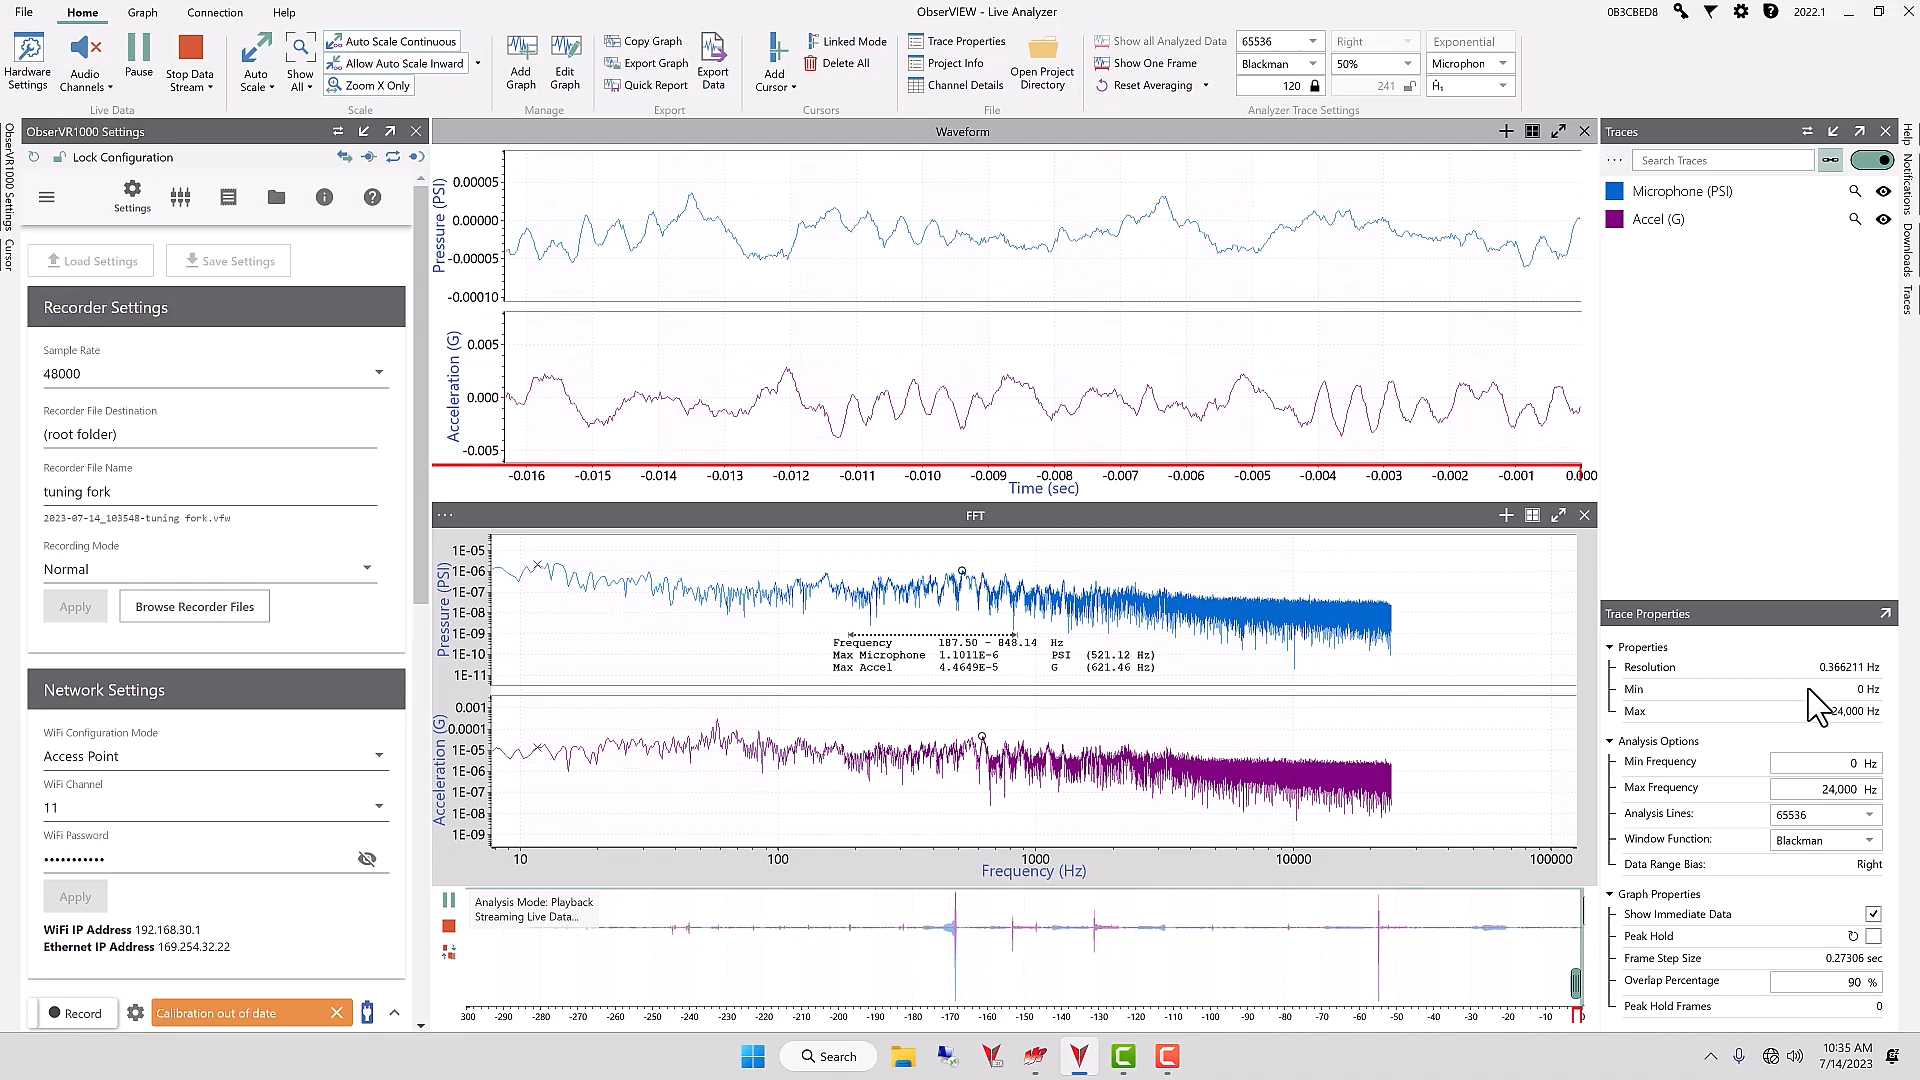 File
Home
Graph
Connection
Help
ObserVIEW - Live Analyzer
0B3CBED8
2022.1
Hardware Settings
Audio Channels
Pause
Stop Data Stream
Live Data
Auto Scale
Show All
Auto Scale Continuous
Allow Auto Scale Inward
Zoom X Only
Scale
Add Graph
Edit Graph
Manage
Copy Graph
Export Graph
Quick Report
Export Data
Export
Add Cursor
Linked Mode
Delete All
Cursors
Trace Properties
Project Info
Channel Details
Open Project Directory
File
Show all Analyzed Data
Show One Frame
Reset Averaging
65536
Right
Exponential
Blackman
50%
Microphon
120
241
Ĥ₁
Analyzer Trace Settings
ObserVR1000 Settings
Cursor
ObserVR1000 Settings
Lock Configuration
Settings
Load Settings
Save Settings
Recorder Settings
Sample Rate
48000
Recorder File Destination
(root folder)
Recorder File Name
tuning fork
2023-07-14_103548-tuning fork.vfw
Recording Mode
Normal
Apply
Browse Recorder Files
Network Settings
WiFi Configuration Mode
Access Point
WiFi Channel
11
WiFi Password
•••••••••••
Apply
WiFi IP Address 192.168.30.1
Ethernet IP Address 169.254.32.22
Record
Calibration out of date
Waveform
Pressure (PSI)
0.00005
0.00000
-0.00005
-0.00010
Acceleration (G)
0.005
0.000
-0.005
-0.016 -0.015 -0.014 -0.013 -0.012 -0.011 -0.010 -0.009 -0.008 -0.007 -0.006 -0.005 -0.004 -0.003 -0.002 -0.001 0.000
Time (sec)
FFT
Pressure (PSI)
1E-05
1E-06
1E-07
1E-08
1E-09
1E-10
1E-11
Frequency 187.50 - 848.14 Hz
Max Microphone 1.1011E-6 PSI (521.12 Hz)
Max Accel 4.4649E-5 G (621.46 Hz)
Acceleration (G)
0.001
0.0001
1E-05
1E-06
1E-07
1E-08
1E-09
10 100 1000 10000 100000
Frequency (Hz)
Analysis Mode: Playback
Streaming Live Data...
300 -290 -280 -270 -260 -250 -240 -230 -220 -210 -200 -190 -180 -170 -160 -150 -140 -130 -120 -110 -100 -90 -80 -70 -60 -50 -40 -30 -20 -10
Traces
Search Traces
Microphone (PSI)
Accel (G)
Help
Notifications
Downloads
Traces
Trace Properties
Properties
Resolution 0.366211 Hz
Min 0 Hz
Max 24,000 Hz
Analysis Options
Min Frequency 0 Hz
Max Frequency 24,000 Hz
Analysis Lines: 65536
Window Function: Blackman
Data Range Bias: Right
Graph Properties
Show Immediate Data
Peak Hold
Frame Step Size 0.27306 sec
Overlap Percentage 90 %
Peak Hold Frames 0
Search
10:35 AM
7/14/2023